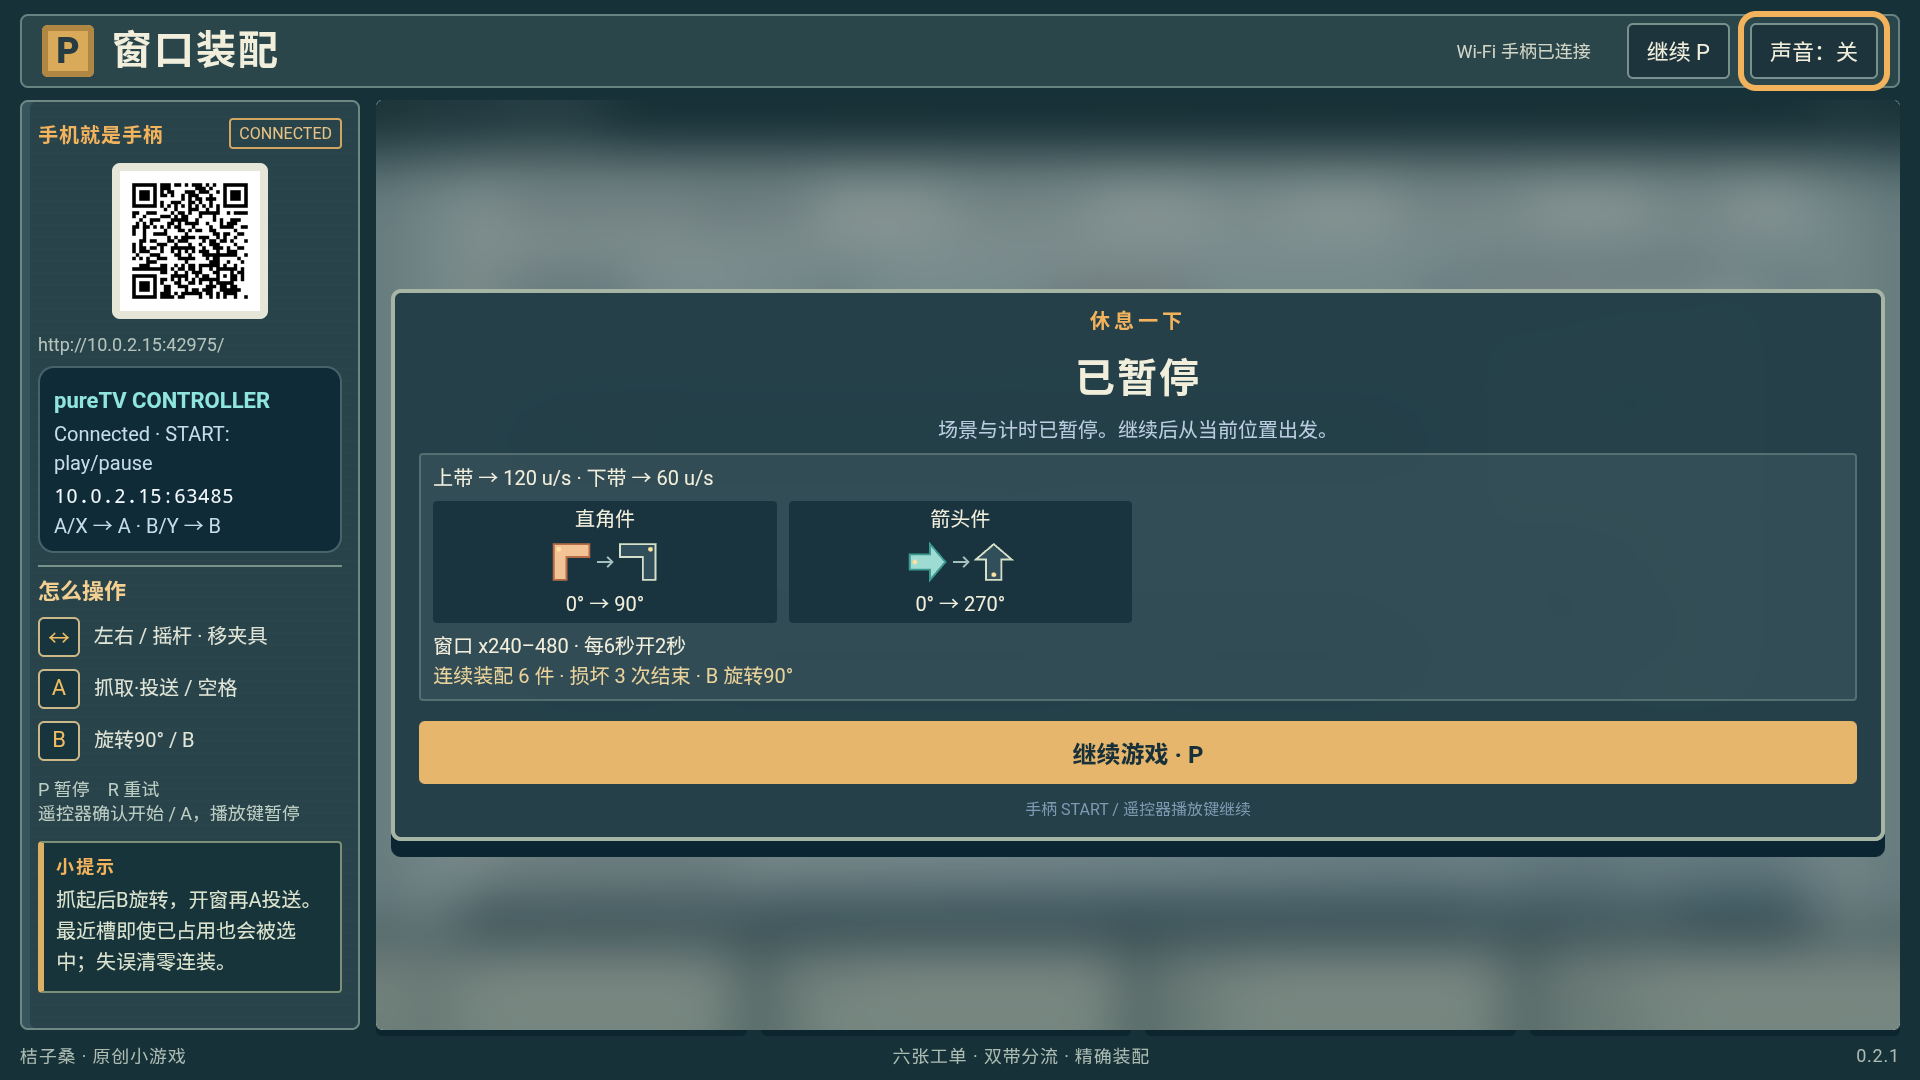 P 窗口装配
Wi-Fi 手柄已连接
继续 P
声音：关
手机就是手柄
CONNECTED
http://10.0.2.15:42975/
pureTV CONTROLLER
Connected · START:
play/pause
10.0.2.15:63485
A/X → A · B/Y → B
怎么操作
↔ 左右 / 摇杆 · 移夹具
A 抓取·投送 / 空格
B 旋转90° / B
P 暂停 R 重试
遥控器确认开始 / A，播放键暂停
小提示
抓起后B旋转，开窗再A投送。
最近槽即使已占用也会被选
中；失误清零连装。
休息一下
已暂停
场景与计时已暂停。继续后从当前位置出发。
上带 → 120 u/s · 下带 → 60 u/s
直角件
→
0° → 90°
箭头件
→
0° → 270°
窗口 x240–480 · 每6秒开2秒
连续装配 6 件 · 损坏 3 次结束 · B 旋转90°
继续游戏 · P
手柄 START / 遥控器播放键继续
桔子桑 · 原创小游戏
六张工单 · 双带分流 · 精确装配
0.2.1